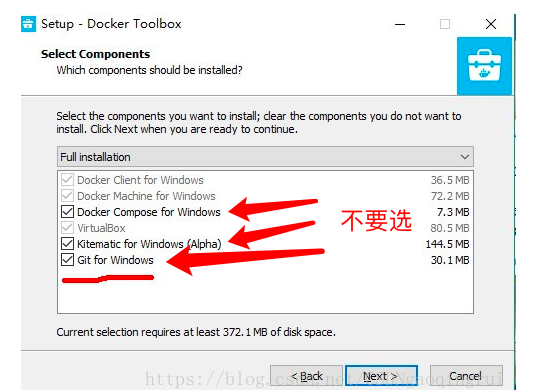 Setup - Docker Toolbox
Select Components
Which components should be installed?
Select the components you want to install; clear the components you do not want to
install. Click Next when you are ready to continue.
Full installation
Docker Client for Windows 36.5 MB
Docker Machine for Windows 72.2 MB
Docker Compose for Windows 7.3 MB
VirtualBox 80.5 MB
Kitematic for Windows (Alpha) 144.5 MB
Git for Windows 30.1 MB
不要选
Current selection requires at least 372.1 MB of disk space.
< Back Next > Cancel
https://blog.